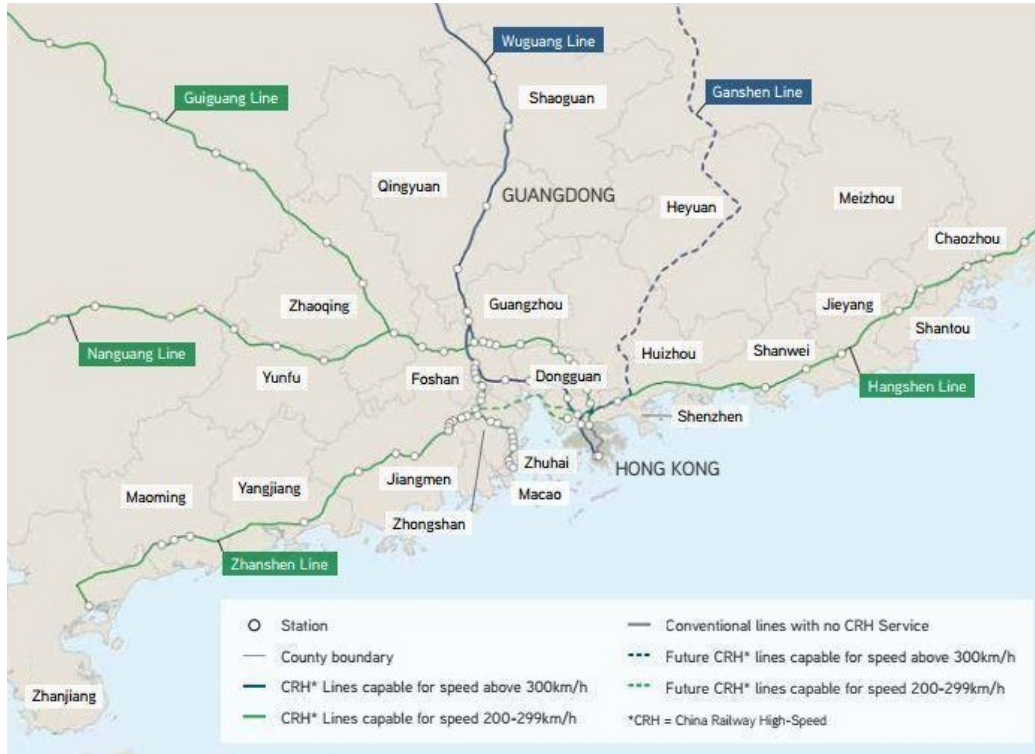 Wuguang Line
Guiguang Line
Shaoguan
Ganshen Line
Qingyuan
GUANGDONG
Heyuan
Meizhou
Chaozhou
Zhaoqing
Guangzhou
Jieyang
Shantou
Nanguang Line
Yunfu
Foshan
Dongguan
Huizhou
Shanwei
Hangshen Line
Shenzhen
Zhuhai
HONG KONG
Jiangmen
Yangjiang
Maoming
Macao
Zhongshan
Zhanshen Line
Zhanjiang
Station
County boundary
CRH* Lines capable for speed above 300km/h
CRH* Lines capable for speed 200-299km/h
Conventional lines with no CRH Service
Future CRH* lines capable for speed above 300km/h
Future CRH* lines capable for speed 200-299km/h
*CRH = China Railway High-Speed